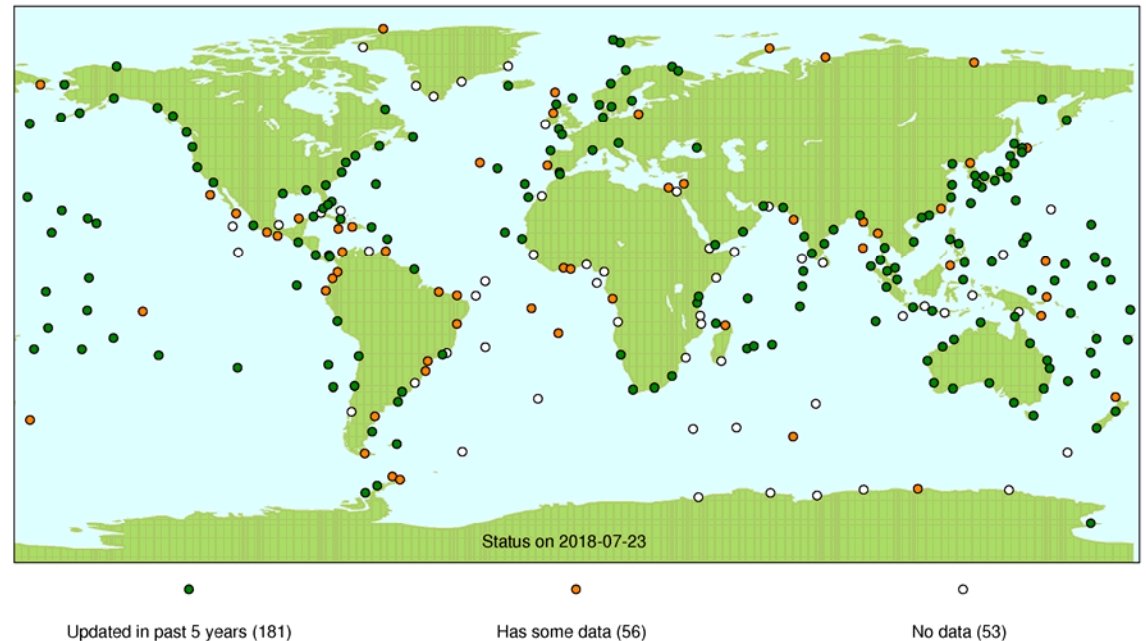 Status on 2018-07-23
Updated in past 5 years (181)
Has some data (56)
No data (53)